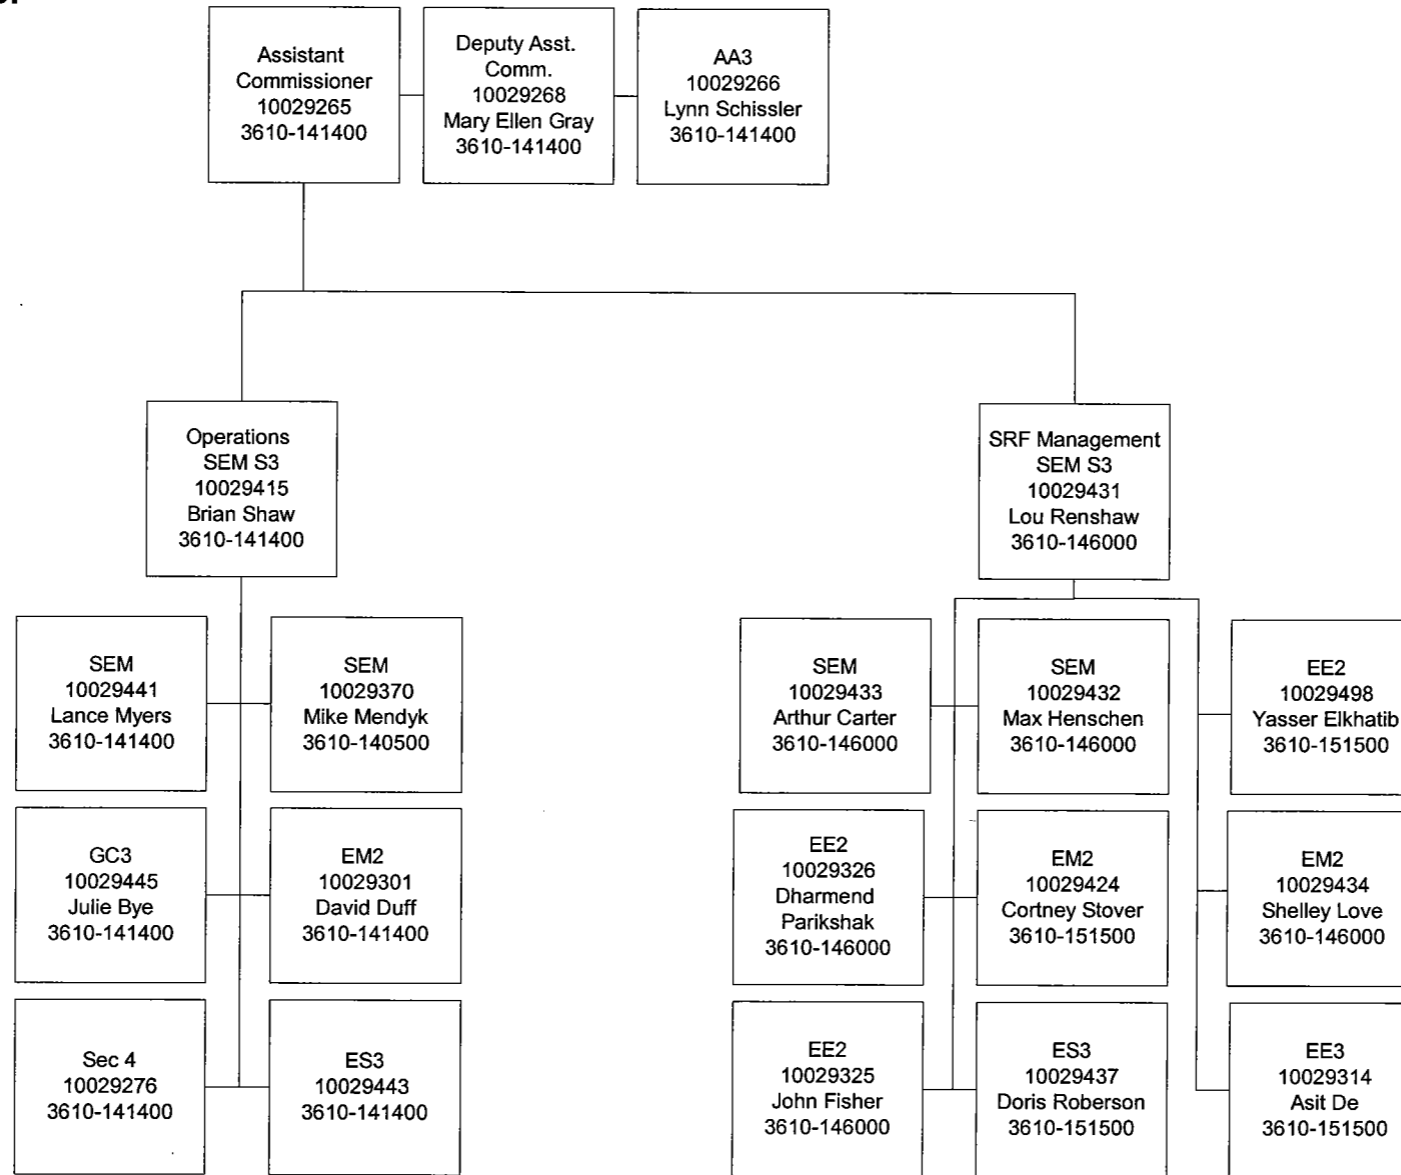 Assistant
Commissioner
10029265
3610-141400
Deputy Asst.
Comm.
10029268
Mary Ellen Gray
3610-141400
AA3
10029266
Lynn Schissler
3610-141400
Operations
SEM S3
10029415
Brian Shaw
3610-141400
SRF Management
SEM S3
10029431
Lou Renshaw
3610-146000
SEM
10029441
Lance Myers
3610-141400
SEM
10029370
Mike Mendyk
3610-140500
SEM
10029433
Arthur Carter
3610-146000
SEM
10029432
Max Henschen
3610-146000
EE2
10029498
Yasser Elkhatib
3610-151500
GC3
10029445
Julie Bye
3610-141400
EM2
10029301
David Duff
3610-141400
EE2
10029326
Dharmend
Parikshak
3610-146000
EM2
10029424
Cortney Stover
3610-151500
EM2
10029434
Shelley Love
3610-146000
Sec 4
10029276
3610-141400
ES3
10029443
3610-141400
EE2
10029325
John Fisher
3610-146000
ES3
10029437
Doris Roberson
3610-151500
EE3
10029314
Asit De
3610-151500